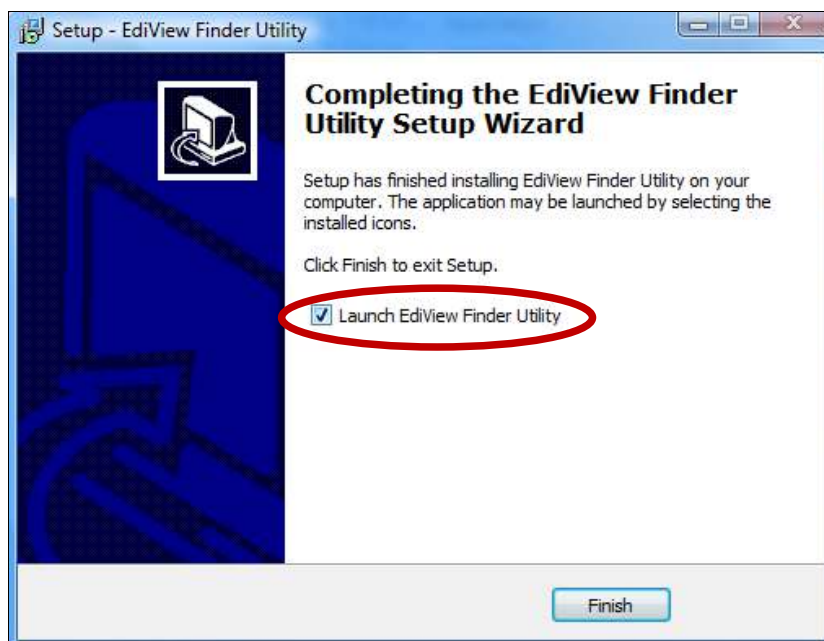 Setup - EdiView Finder Utility
Completing the EdiView Finder
Utility Setup Wizard
Setup has finished installing EdiView Finder Utility on your
computer. The application may be launched by selecting the
installed icons.
Click Finish to exit Setup.
Launch EdiView Finder Utility
Finish